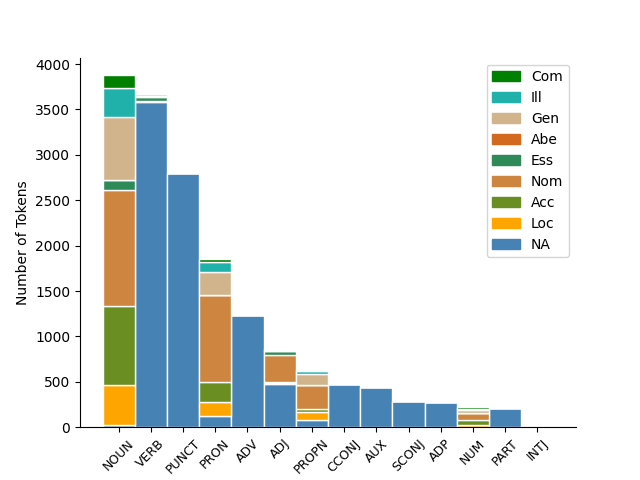 4000
3500
3000
2500
2000
1500
1000
500
0
Number of Tokens
Com
Ill
Gen
Abe
Ess
Nom
Acc
Loc
NA
NOUN
VERB
PUNCT
PRON
ADV
ADJ
PROPN
CCONJ
AUX
SCONJ
ADP
NUM
PART
INTJ